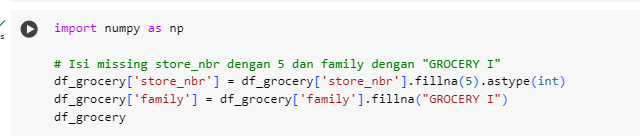 import numpy as np
# Isi missing store_nbr dengan 5 dan family dengan "GROCERY I"
df_grocery['store_nbr'] = df_grocery['store_nbr'].fillna(5).astype(int)
df_grocery['family'] = df_grocery['family'].fillna("GROCERY I")
df_grocery